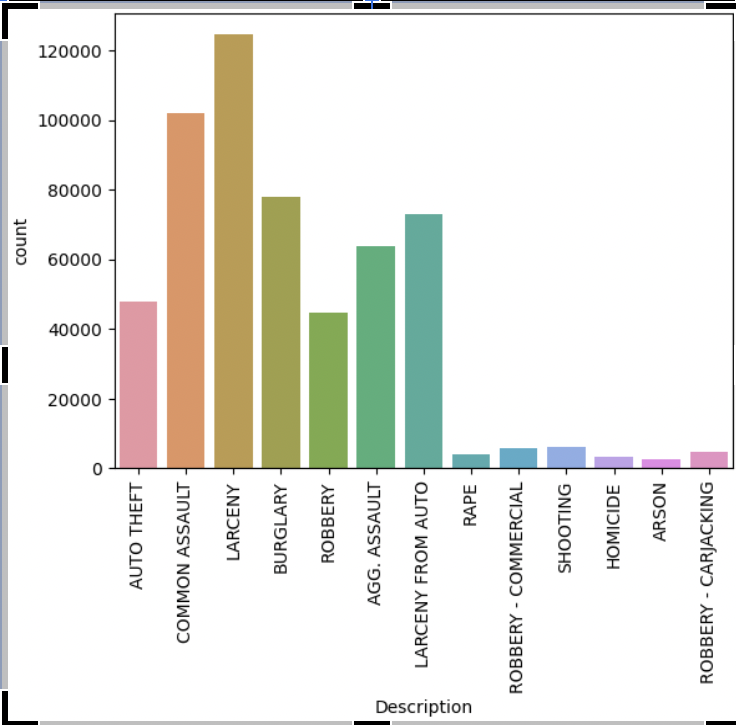 120000
100000
80000
60000
40000
20000
0
count
AUTO THEFT
COMMON ASSAULT
LARCENY
BURGLARY
ROBBERY
AGG. ASSAULT
LARCENY FROM AUTO
RAPE
ROBBERY - COMMERCIAL
SHOOTING
HOMICIDE
ARSON
ROBBERY - CARJACKING
Description